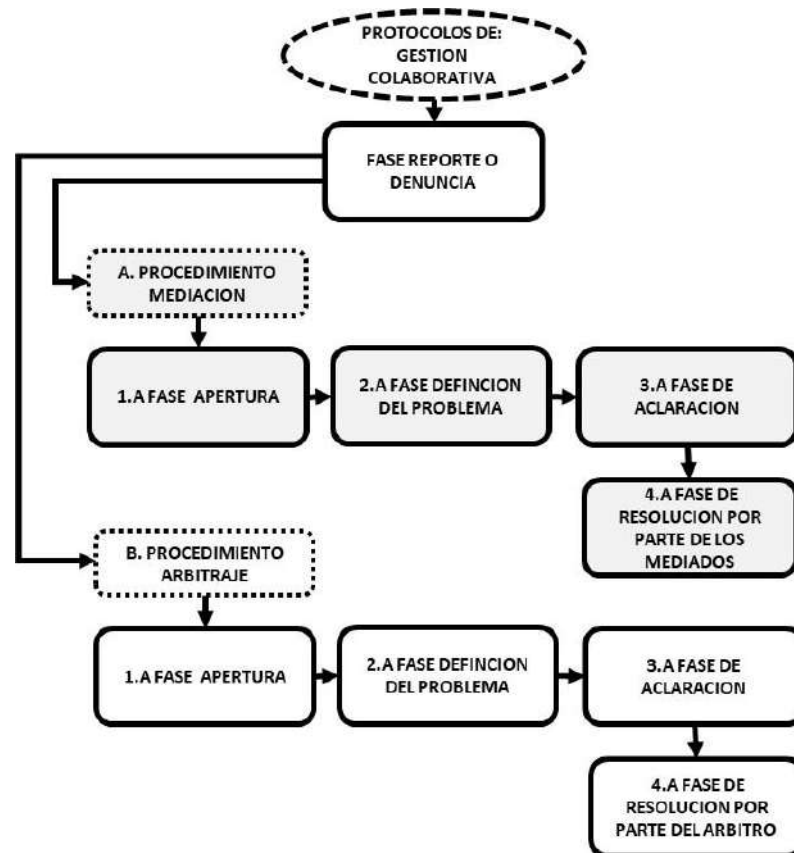 PROTOCOLOS DE:
GESTION
COLABORATIVA
FASE REPORTE O
DENUNCIA
A. PROCEDIMIENTO
MEDIACION
1.A FASE APERTURA
2.A FASE DEFINCION
DEL PROBLEMA
3.A FASE DE
ACLARACION
4.A FASE DE
RESOLUCION POR
PARTE DE LOS
MEDIADOS
B. PROCEDIMIENTO
ARBITRAJE
1.A FASE APERTURA
2.A FASE DEFINCION
DEL PROBLEMA
3.A FASE DE
ACLARACION
4.A FASE DE
RESOLUCION POR
PARTE DEL ARBITRO